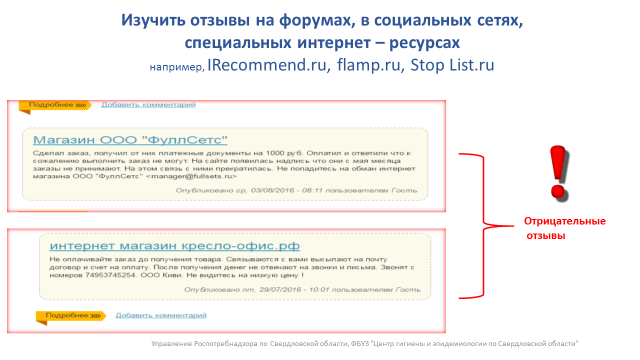 Изучить отзывы на форумах, в социальных сетях,
специальных интернет – ресурсах
например, IRecommend.ru, flamp.ru, Stop List.ru
Подробнее »»
Добавить комментарий
Магазин ООО "ФуллСетс"
Сделал заказ, получил от них платежные документы на 1000 руб. Оплатил и ответили что к
сожалению выполнить заказ не могут. На сайте появилась надпись что они с мая месяца
заказы не принимают. На этом связь с ними прекратилась. Не попадитесь на обман интернет
магазина ООО "ФуллСетс" <manager@fullsets.ru>
Опубликовано ср, 03/08/2016 - 08:11 пользователем Гость
Отрицательные
отзывы
интернет магазин кресло-офис.рф
Не оплачивайте заказ до получения товара. Связываются с вами высылают на почту
договор и счет на оплату. После получения денег не отвечают на звонки и письма. Звонят с
номеров 74953745254. ООО Киви. Не видитесь на низкую цену !
Опубликовано пт, 29/07/2016 - 10:01 пользователем Гость
Подробнее »»
Добавить комментарий
Управление Роспотребнадзора по Свердловской области, ФБУЗ "Центр гигиены и эпидемиологии по Свердловской области"